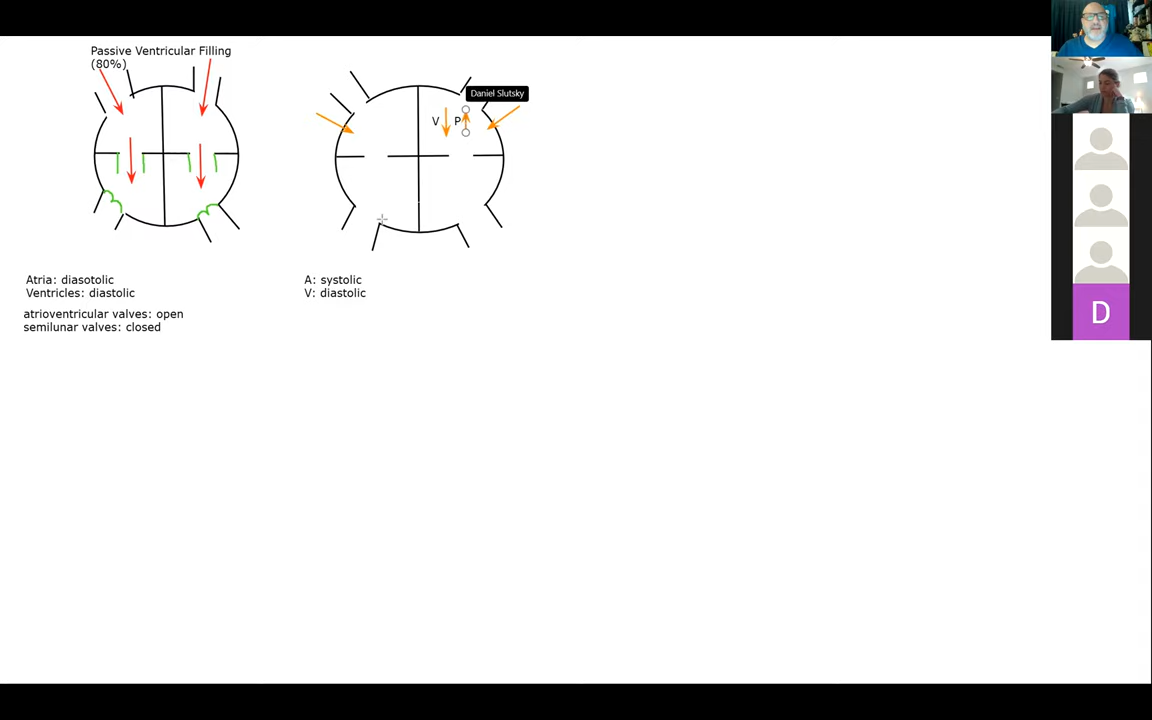 Passive Ventricular Filling
(80%)
Daniel Slutsky
V P
Atria: diasotolic
Ventricles: diastolic
atrioventricular valves: open
semilunar valves: closed
A: systolic
V: diastolic
D